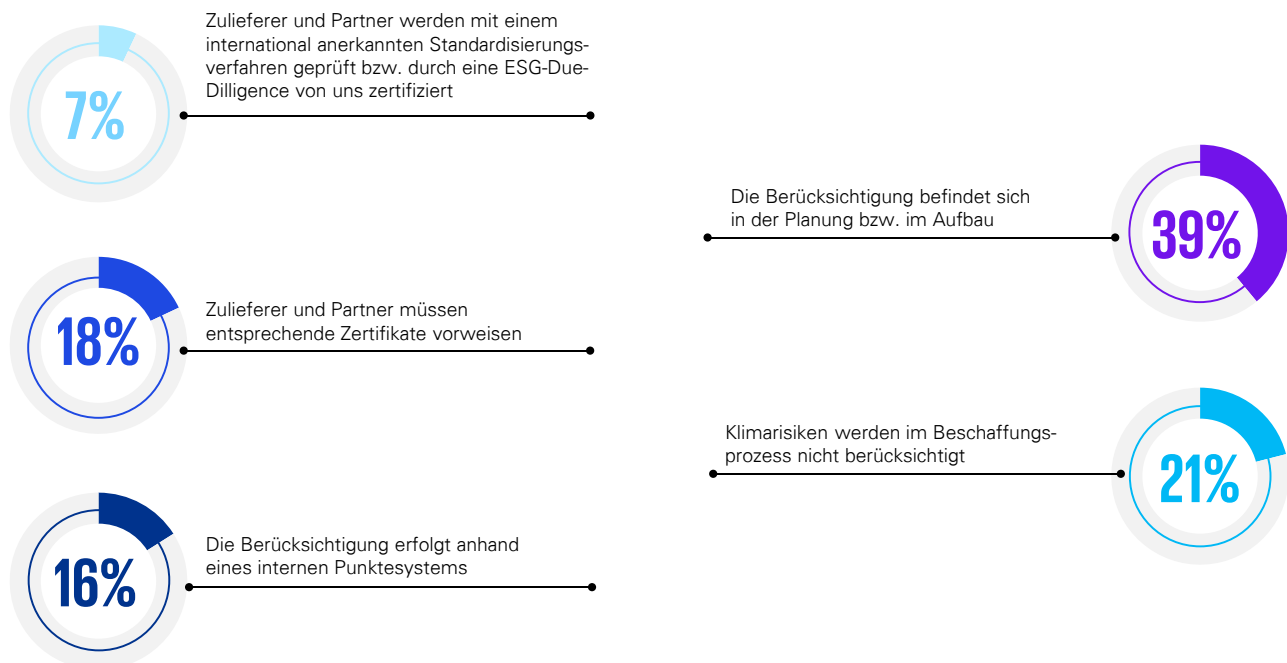 Zulieferer und Partner werden mit einem
international anerkannten Standardisierungs-
verfahren geprüft bzw. durch eine ESG-Due-
Dilligence von uns zertifiziert
7%
Zulieferer und Partner müssen
entsprechende Zertifikate vorweisen
18%
Die Berücksichtigung erfolgt anhand
eines internen Punktesystems
16%
Die Berücksichtigung befindet sich
in der Planung bzw. im Aufbau
39%
Klimarisiken werden im Beschaffungs-
prozess nicht berücksichtigt
21%